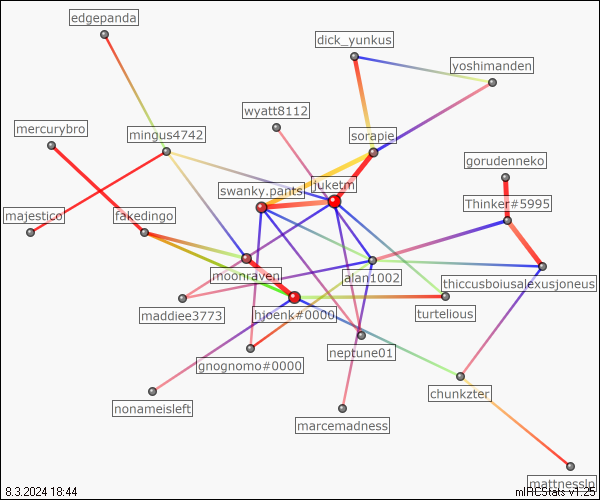 edgepanda
dick_yunkus
yoshimanden
wyatt8112
mercurybro
mingus4742
sorapie
gorudenneko
swanky.pants
juketm
Thinker#5995
majestico
fakedingo
moonraven
alan1002
thiccusboiusalexusjoneus
maddiee3773
hjoenk#0000
turtelious
neptune01
gnognomo#0000
chunkzter
nonameisleft
marcemadness
mattnessln
8.3.2024 18:44
mIRCStats v1.25